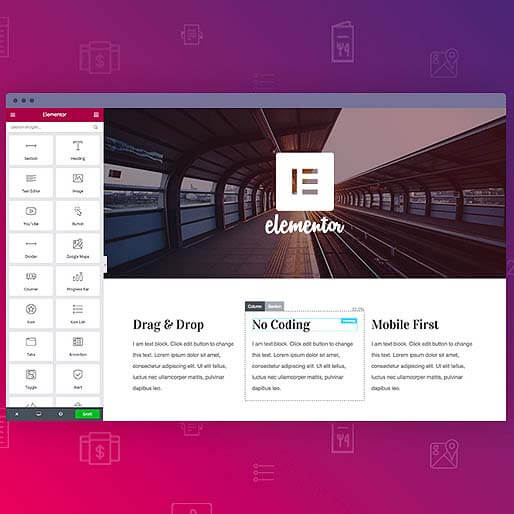 Elementor
Search Widget...
Section
Heading
Text Editor
Image
YouTube
Button
Divider
Google Maps
Counter
Progress Bar
Icon
Icon List
Tabs
Accordion
Toggle
Alert
SAVE
elementor
Column
Section
Drag & Drop
No Coding
Mobile First
I am text block. Click edit button to change
this text. Lorem ipsum dolor sit amet,
consectetur adipiscing elit. Ut elit tellus,
luctus nec ullamcorper mattis, pulvinar
dapibus leo.
I am text block. Click edit button to change
this text. Lorem ipsum dolor sit amet,
consectetur adipiscing elit. Ut elit tellus,
luctus nec ullamcorper mattis, pulvinar
dapibus leo.
I am text block. Click edit button to change
this text. Lorem ipsum dolor sit amet,
consectetur adipiscing elit. Ut elit tellus,
luctus nec ullamcorper mattis, pulvinar
dapibus leo.